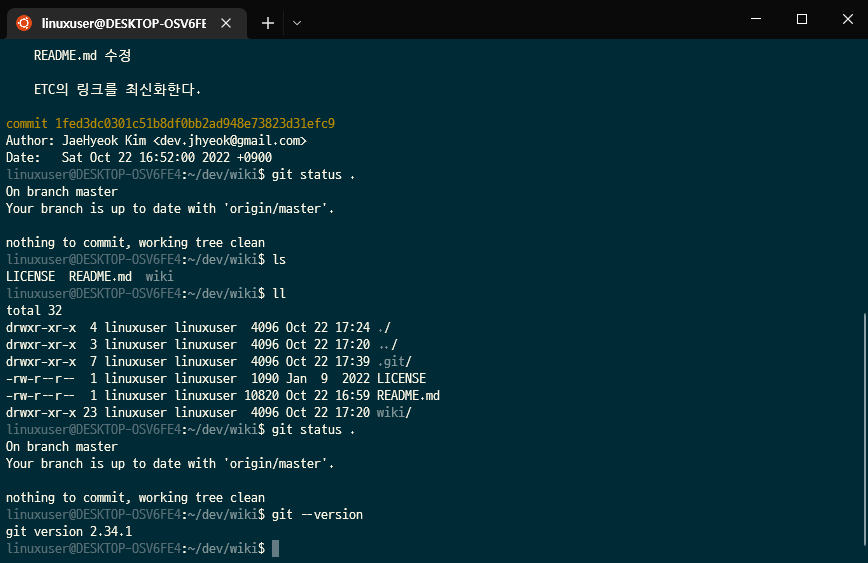 linuxuser@DESKTOP-OSV6FE
README.md 수정
ETC의 링크를 최신화한다.
commit 1fed3dc0301c51b8df0bb2ad948e73823d31efc9
Author: JaeHyeok Kim <dev.jhyeok@gmail.com>
Date:   Sat Oct 22 16:52:00 2022 +0900
linuxuser@DESKTOP-OSV6FE4:~/dev/wiki$ git status .
On branch master
Your branch is up to date with 'origin/master'.
nothing to commit, working tree clean
linuxuser@DESKTOP-OSV6FE4:~/dev/wiki$ ls
LICENSE  README.md  wiki
linuxuser@DESKTOP-OSV6FE4:~/dev/wiki$ ll
total 32
drwxr-xr-x  4 linuxuser linuxuser  4096 Oct 22 17:24 ./
drwxr-xr-x  3 linuxuser linuxuser  4096 Oct 22 17:20 ../
drwxr-xr-x  7 linuxuser linuxuser  4096 Oct 22 17:39 .git/
-rw-r--r--  1 linuxuser linuxuser  1090 Jan  9  2022 LICENSE
-rw-r--r--  1 linuxuser linuxuser 10820 Oct 22 16:59 README.md
drwxr-xr-x 23 linuxuser linuxuser  4096 Oct 22 17:20 wiki/
linuxuser@DESKTOP-OSV6FE4:~/dev/wiki$ git status .
On branch master
Your branch is up to date with 'origin/master'.
nothing to commit, working tree clean
linuxuser@DESKTOP-OSV6FE4:~/dev/wiki$ git --version
git version 2.34.1
linuxuser@DESKTOP-OSV6FE4:~/dev/wiki$